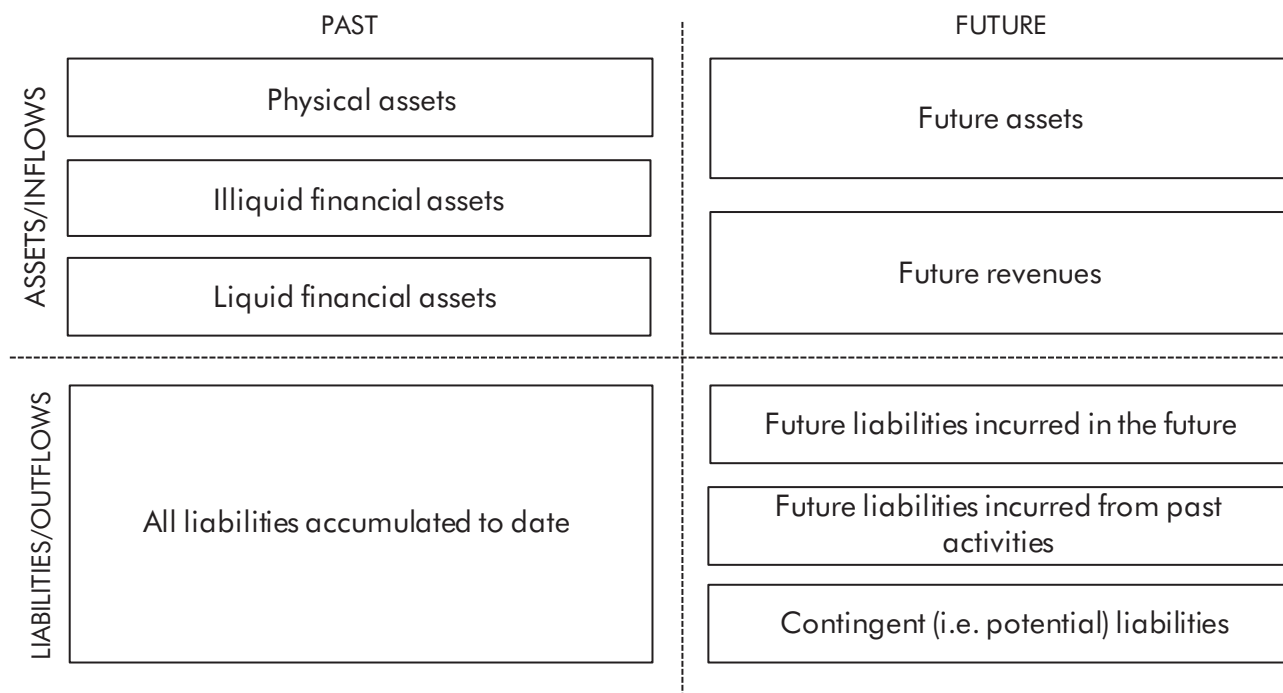 PAST
FUTURE
ASSETS/INFLOWS
Physical assets
Illiquid financial assets
Liquid financial assets
Future assets
Future revenues
LIABILITIES/OUTFLOWS
All liabilities accumulated to date
Future liabilities incurred in the future
Future liabilities incurred from past
activities
Contingent (i.e. potential) liabilities